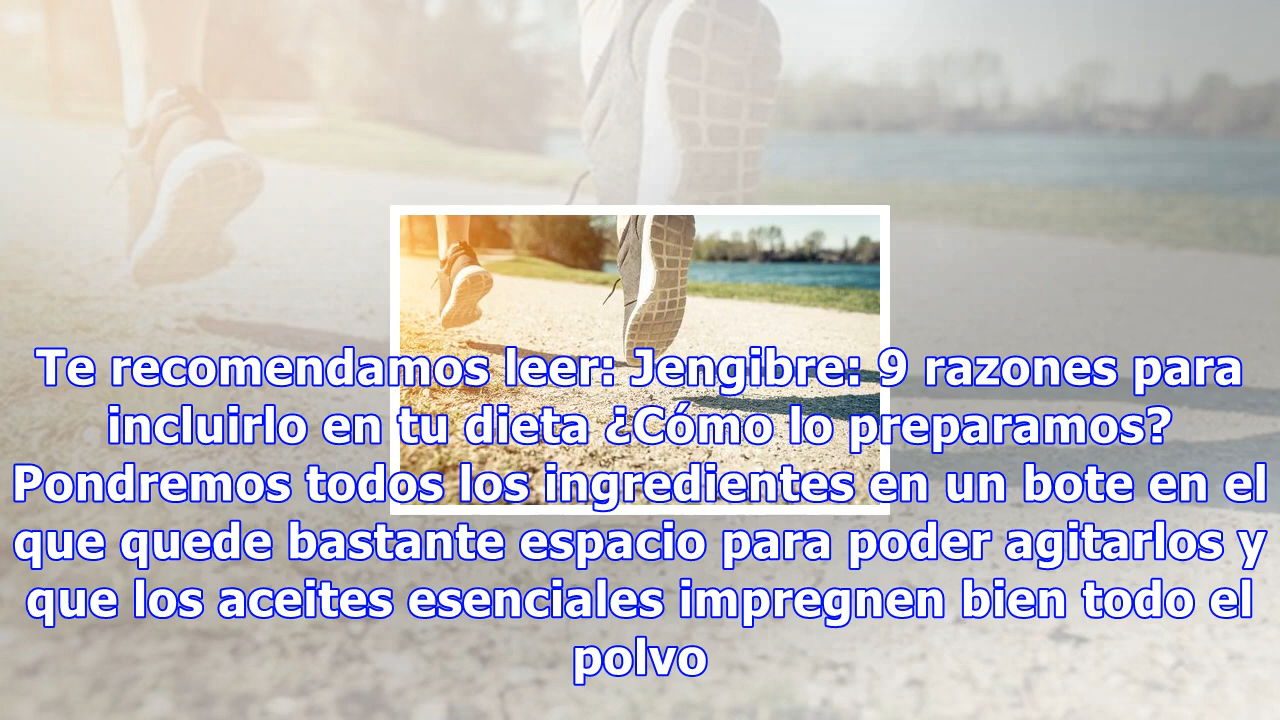 Te recomendamos leer: Jengibre: 9 razones para
incluirlo en tu dieta ¿Cómo lo preparamos?
Pondremos todos los ingredientes en un bote en el
que quede bastante espacio para poder agitarlos y
que los aceites esenciales impregnen bien todo el
polvo